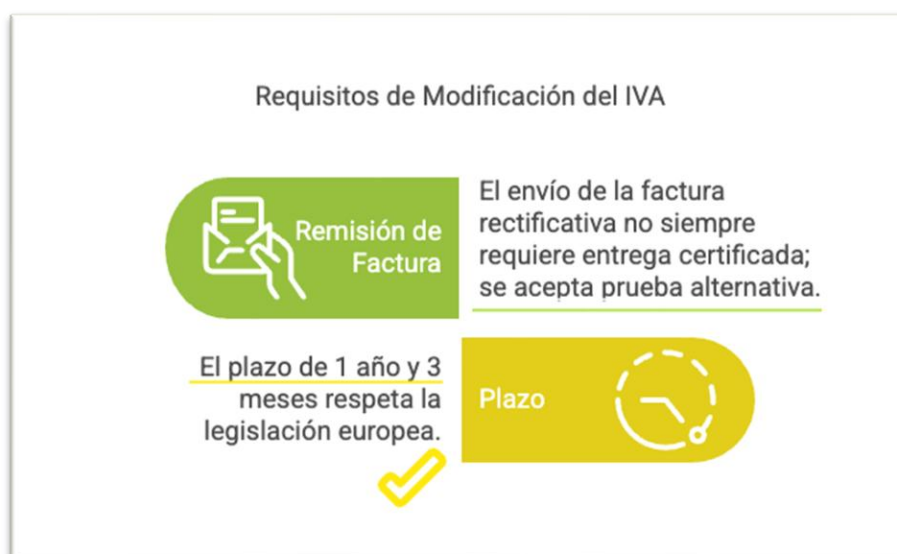 Requisitos de Modificación del IVA
Remisión de
Factura
El envío de la factura
rectificativa no siempre
requiere entrega certificada;
se acepta prueba alternativa.
El plazo de 1 año y 3
meses respeta la
legislación europea.
Plazo